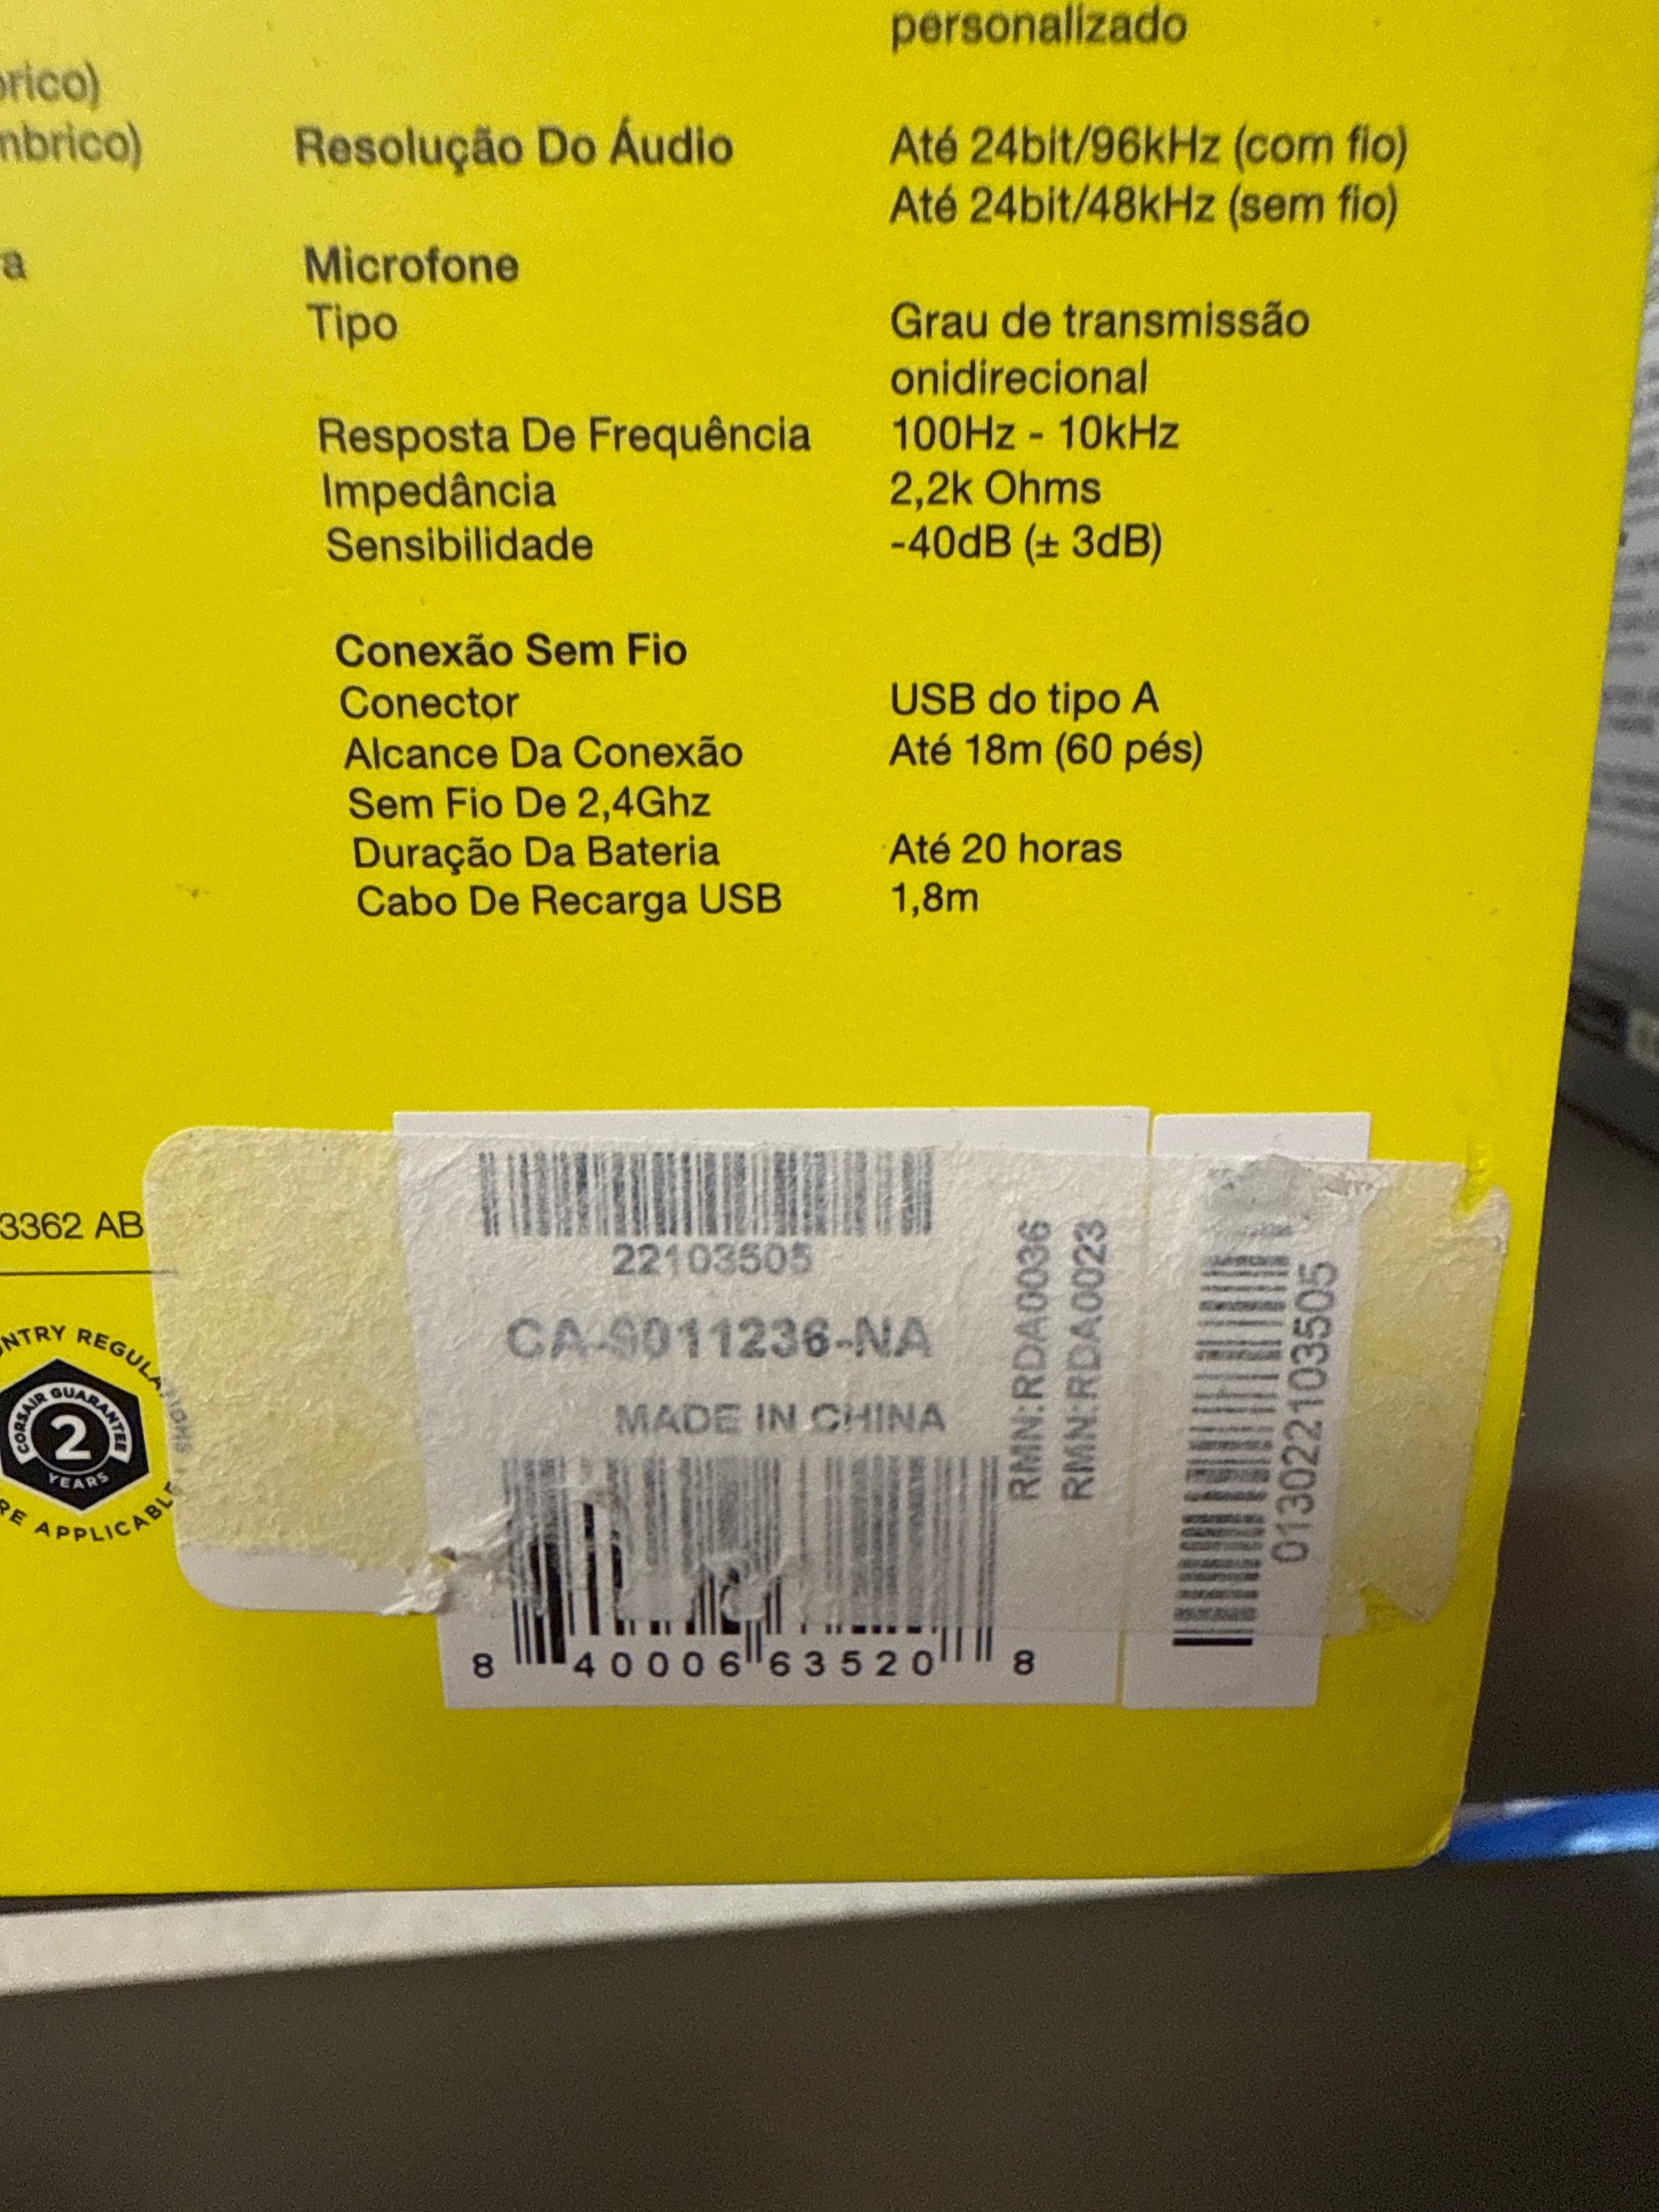 personalizado
Resolução Do Áudio Até 24bit/96kHz (com fio)
Até 24bit/48kHz (sem fio)
Microfone
Tipo Grau de transmissão
onidirecional
Resposta De Frequência 100Hz - 10kHz
Impedância 2,2k Ohms
Sensibilidade -40dB (± 3dB)
Conexão Sem Fio
Conector USB do tipo A
Alcance Da Conexão Até 18m (60 pés)
Sem Fio De 2,4Ghz
Duração Da Bateria Até 20 horas
Cabo De Recarga USB 1,8m
3362 AB
CORSAIR GUARANTEE
2
YEARS
APPLICABLE
22103505
CA-9011236-NA
MADE IN CHINA
8 40006 63520 8
RMN:RDA0036
RMN:RDA0023
013022103505